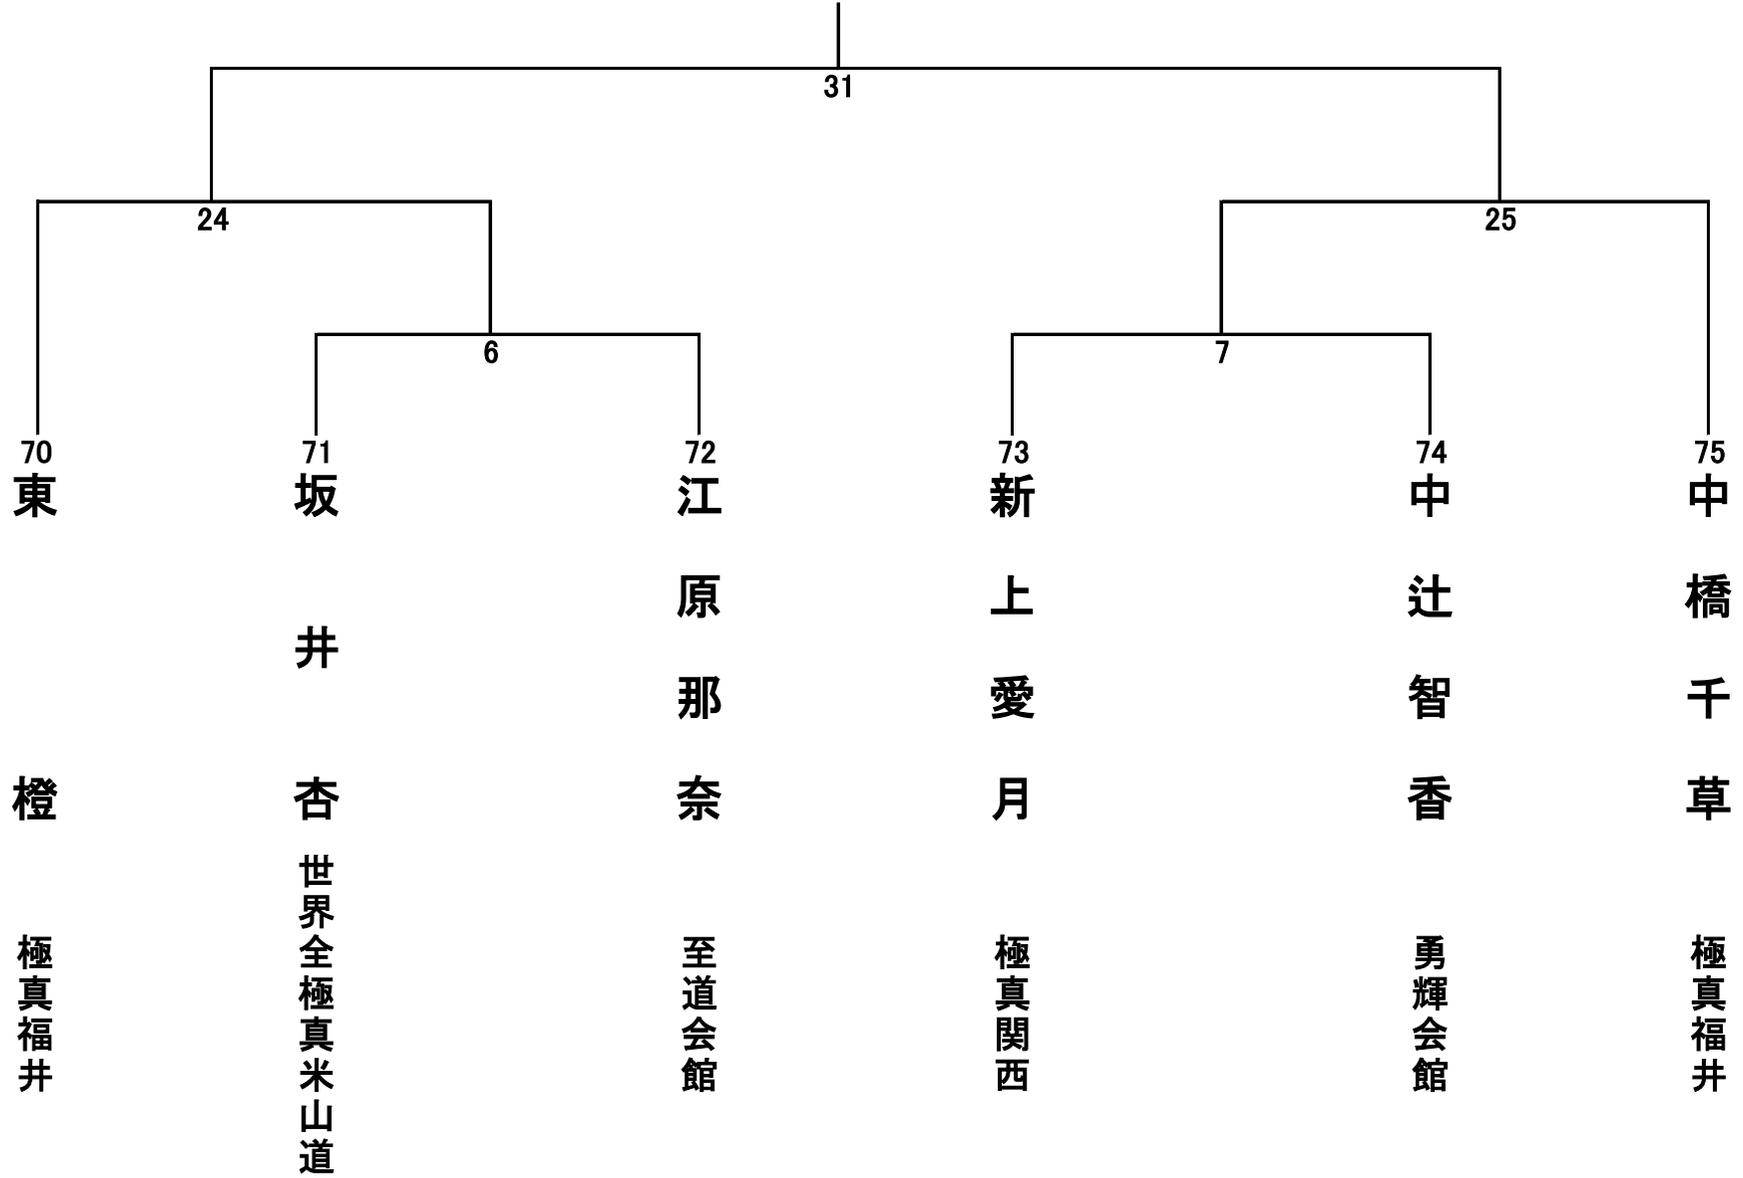 31
24
25
6
7
70
東 橙
極真福井
71
坂井 杏
世界全極真米山道
72
江原那奈
至道会館
73
新上愛月
極真関西
74
中辻智香
勇輝会館
75
中橋千草
極真福井